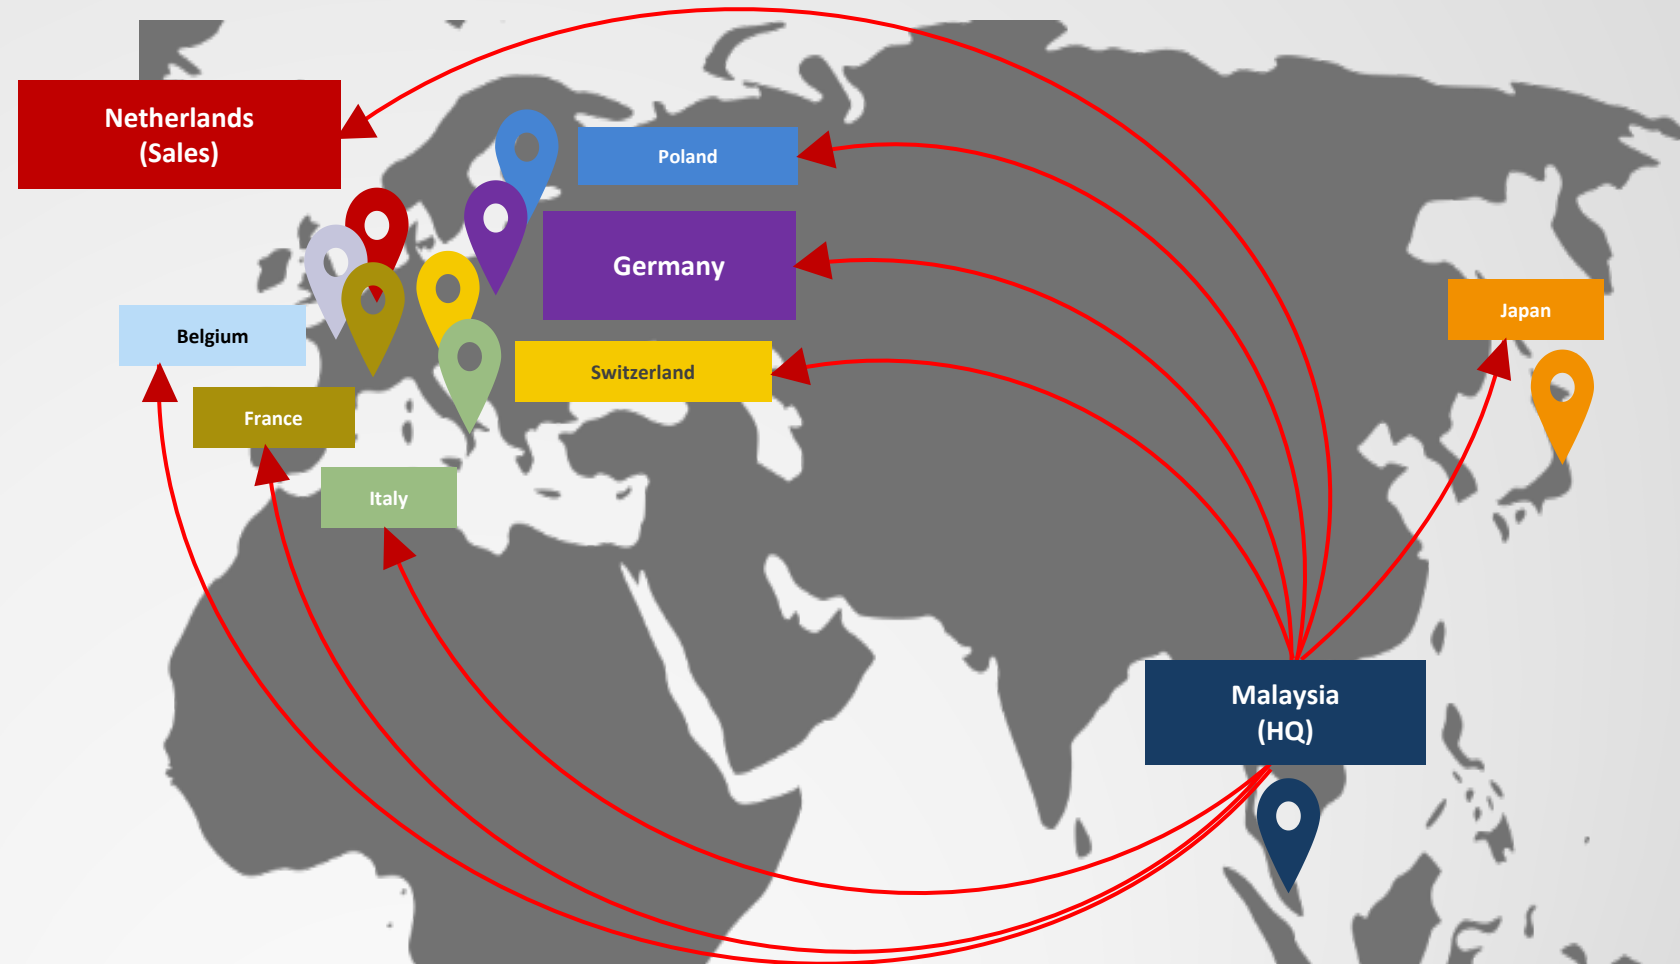 Netherlands
(Sales)
Poland
Germany
Belgium
Switzerland
Japan
France
Italy
Malaysia
(HQ)